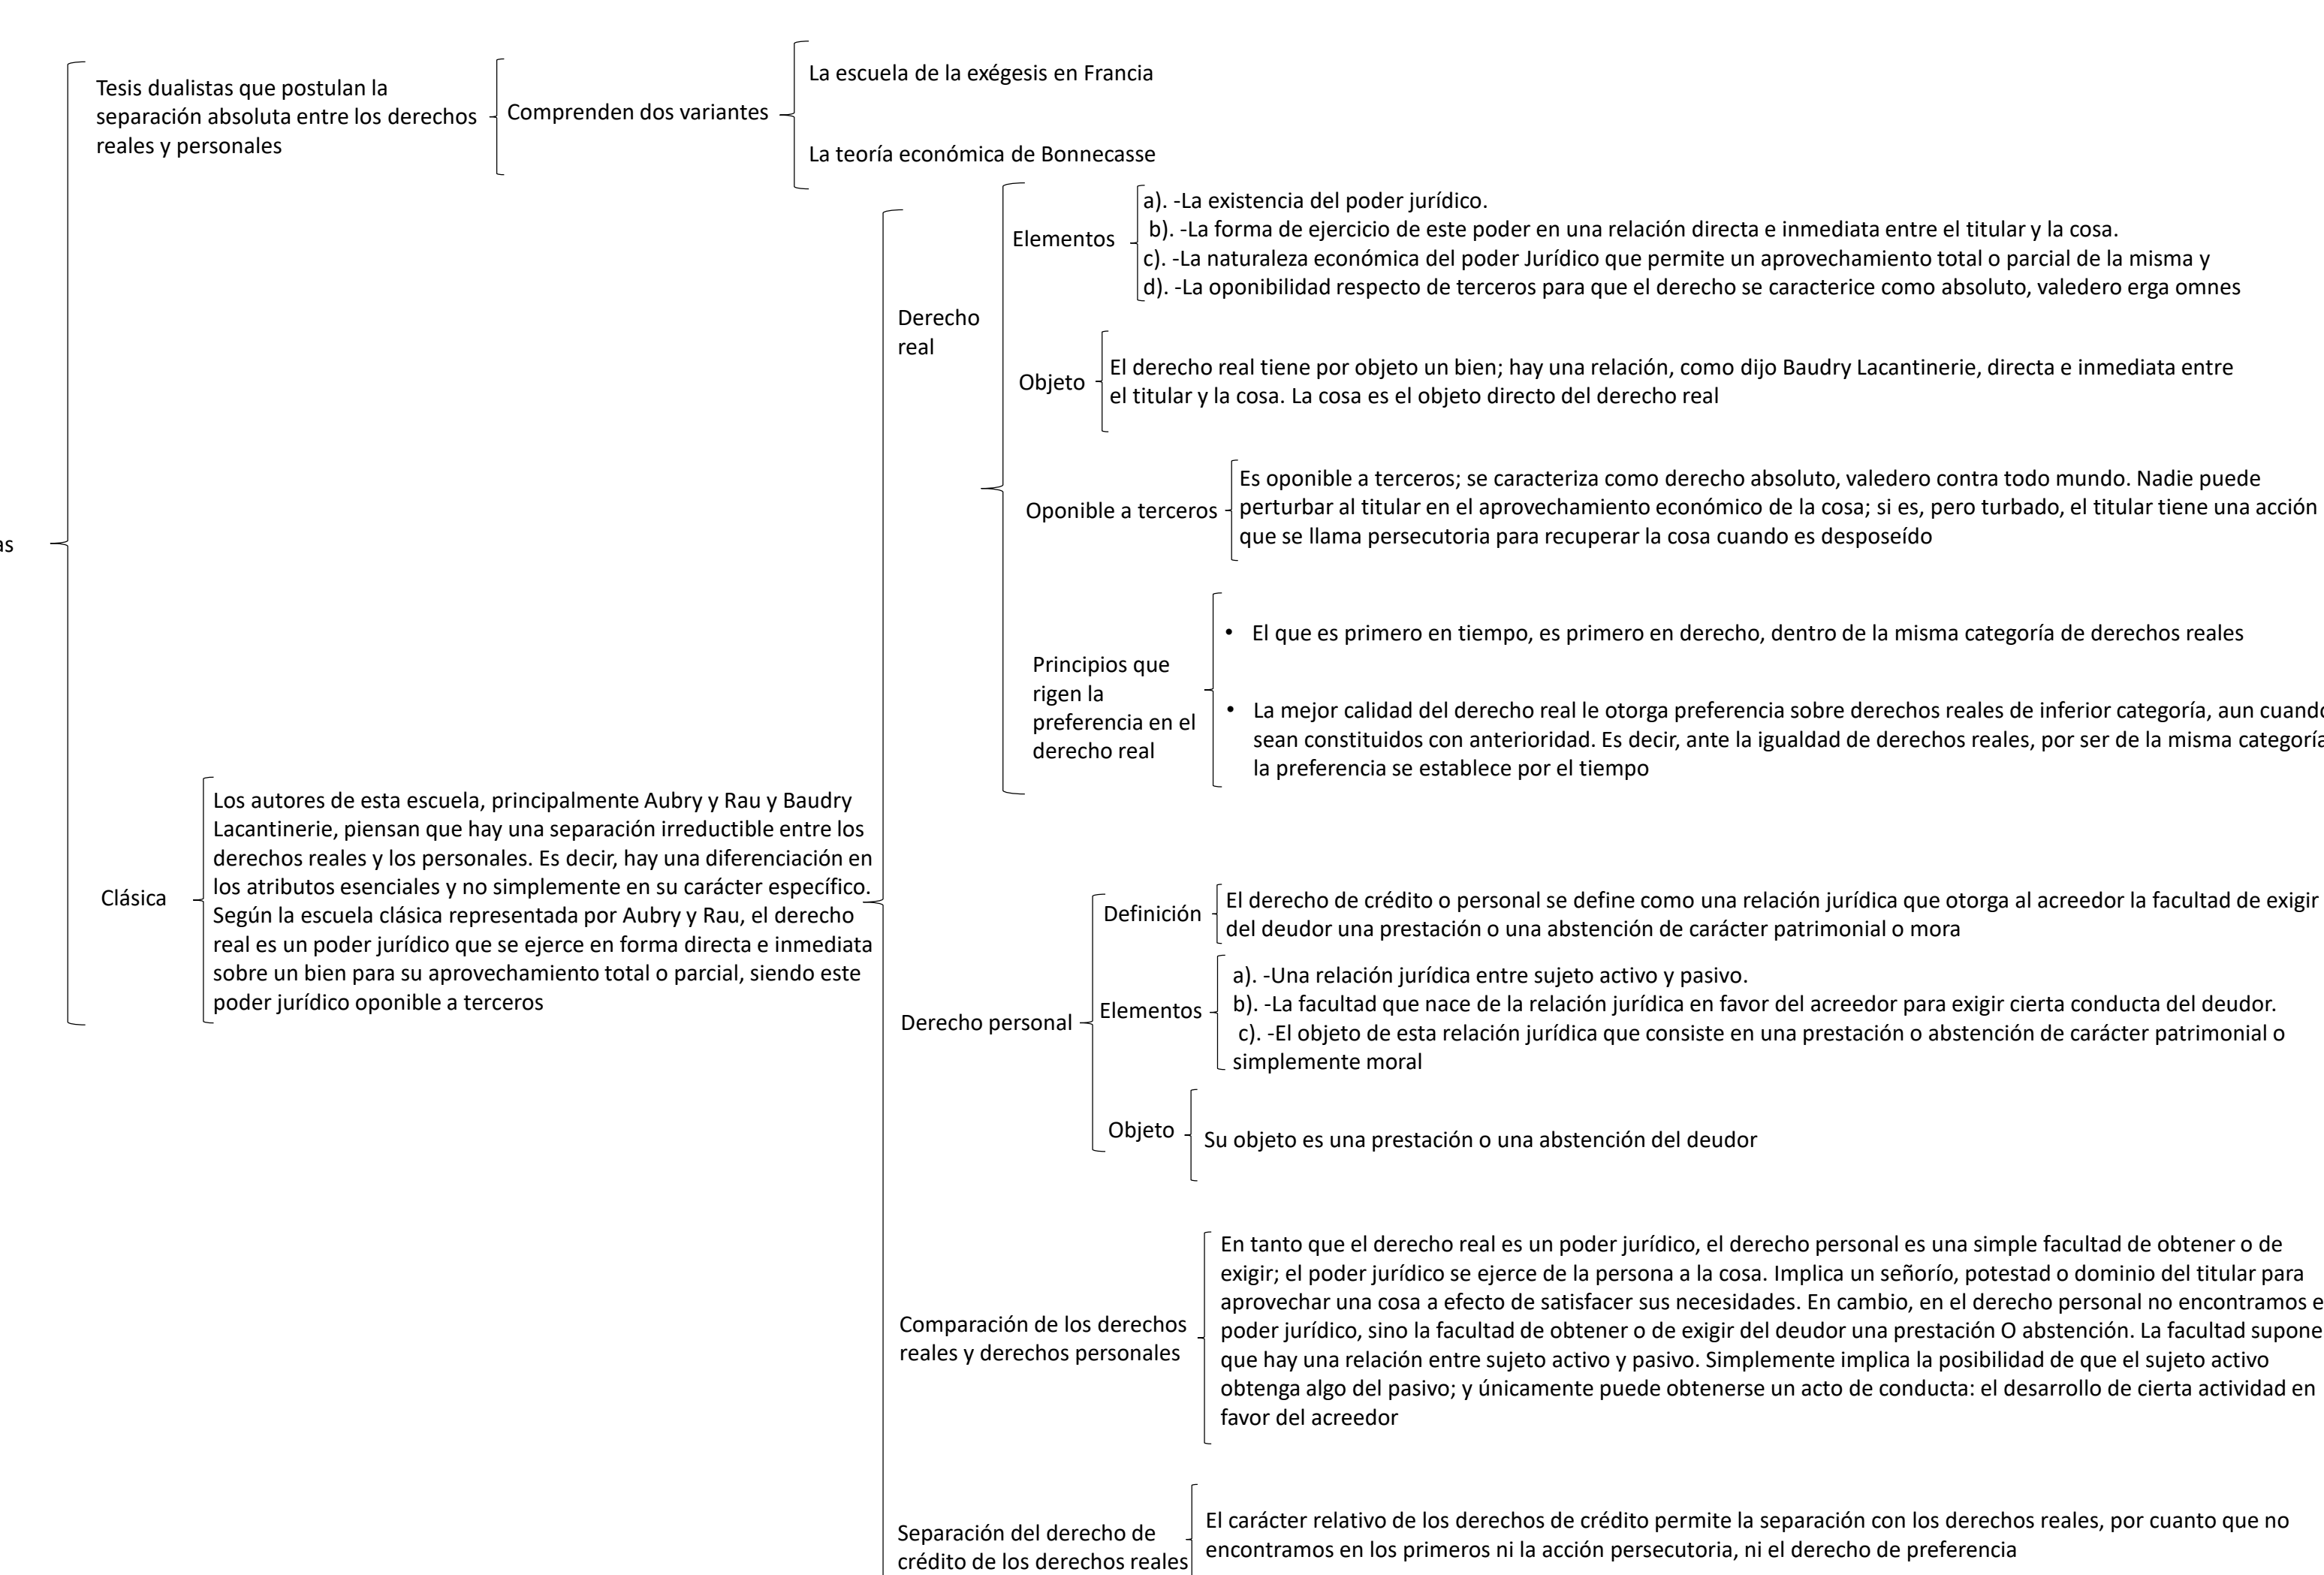 Tesis dualistas que postulan la
separación absoluta entre los derechos
reales y personales
Comprenden dos variantes
La escuela de la exégesis en Francia
La teoría económica de Bonnecasse
as
Clásica
Los autores de esta escuela, principalmente Aubry y Rau y Baudry
Lacantinerie, piensan que hay una separación irreductible entre los
derechos reales y los personales. Es decir, hay una diferenciación en
los atributos esenciales y no simplemente en su carácter específico.
Según la escuela clásica representada por Aubry y Rau, el derecho
real es un poder jurídico que se ejerce en forma directa e inmediata
sobre un bien para su aprovechamiento total o parcial, siendo este
poder jurídico oponible a terceros
Derecho
real
Elementos
a). -La existencia del poder jurídico.
b). -La forma de ejercicio de este poder en una relación directa e inmediata entre el titular y la cosa.
c). -La naturaleza económica del poder Jurídico que permite un aprovechamiento total o parcial de la misma y
d). -La oponibilidad respecto de terceros para que el derecho se caracterice como absoluto, valedero erga omnes
Objeto
El derecho real tiene por objeto un bien; hay una relación, como dijo Baudry Lacantinerie, directa e inmediata entre
el titular y la cosa. La cosa es el objeto directo del derecho real
Oponible a terceros
Es oponible a terceros; se caracteriza como derecho absoluto, valedero contra todo mundo. Nadie puede
perturbar al titular en el aprovechamiento económico de la cosa; si es, pero turbado, el titular tiene una acción
que se llama persecutoria para recuperar la cosa cuando es desposeído
Principios que
rigen la
preferencia en el
derecho real
• El que es primero en tiempo, es primero en derecho, dentro de la misma categoría de derechos reales
• La mejor calidad del derecho real le otorga preferencia sobre derechos reales de inferior categoría, aun cuando
sean constituidos con anterioridad. Es decir, ante la igualdad de derechos reales, por ser de la misma categoría
la preferencia se establece por el tiempo
Derecho personal
Definición
El derecho de crédito o personal se define como una relación jurídica que otorga al acreedor la facultad de exigir
del deudor una prestación o una abstención de carácter patrimonial o mora
Elementos
a). -Una relación jurídica entre sujeto activo y pasivo.
b). -La facultad que nace de la relación jurídica en favor del acreedor para exigir cierta conducta del deudor.
c). -El objeto de esta relación jurídica que consiste en una prestación o abstención de carácter patrimonial o
simplemente moral
Objeto
Su objeto es una prestación o una abstención del deudor
Comparación de los derechos
reales y derechos personales
En tanto que el derecho real es un poder jurídico, el derecho personal es una simple facultad de obtener o de
exigir; el poder jurídico se ejerce de la persona a la cosa. Implica un señorío, potestad o dominio del titular para
aprovechar una cosa a efecto de satisfacer sus necesidades. En cambio, en el derecho personal no encontramos e
poder jurídico, sino la facultad de obtener o de exigir del deudor una prestación O abstención. La facultad supone
que hay una relación entre sujeto activo y pasivo. Simplemente implica la posibilidad de que el sujeto activo
obtenga algo del pasivo; y únicamente puede obtenerse un acto de conducta: el desarrollo de cierta actividad en
favor del acreedor
Separación del derecho de
crédito de los derechos reales
El carácter relativo de los derechos de crédito permite la separación con los derechos reales, por cuanto que no
encontramos en los primeros ni la acción persecutoria, ni el derecho de preferencia